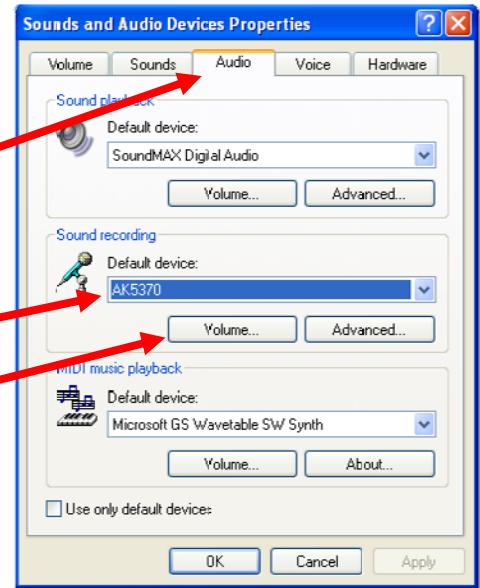 Sounds and Audio Devices Properties
Volume Sounds Audio Voice Hardware
Sound playback
Default device:
SoundMAX Digital Audio
Volume... Advanced...
Sound recording
Default device:
AK5370
Volume... Advanced...
MIDI music playback
Default device:
Microsoft GS Wavetable SW Synth
Volume... About...
Use only default devices
OK Cancel Apply